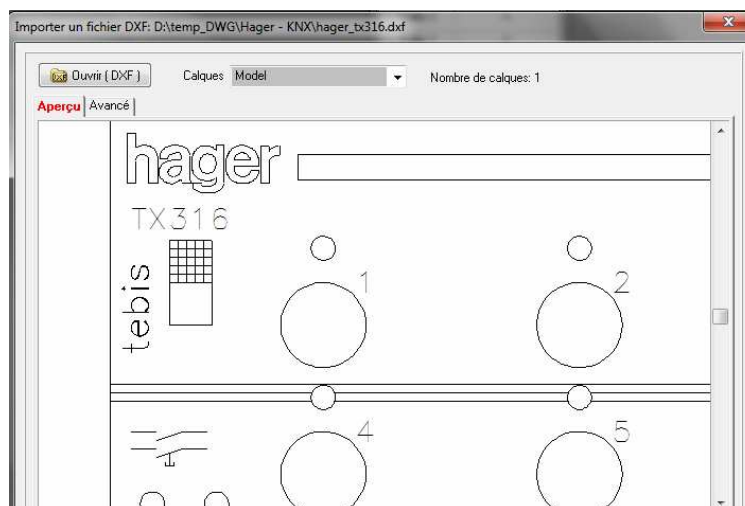 Importer un fichier DXF: D:\temp_DWG\Hager - KNX\hager_tx316.dxf
Ouvrir ( DXF ) Calques Model Nombre de calques: 1
Aperçu Avancé
hager
TX316
tebis
1 2
4 5